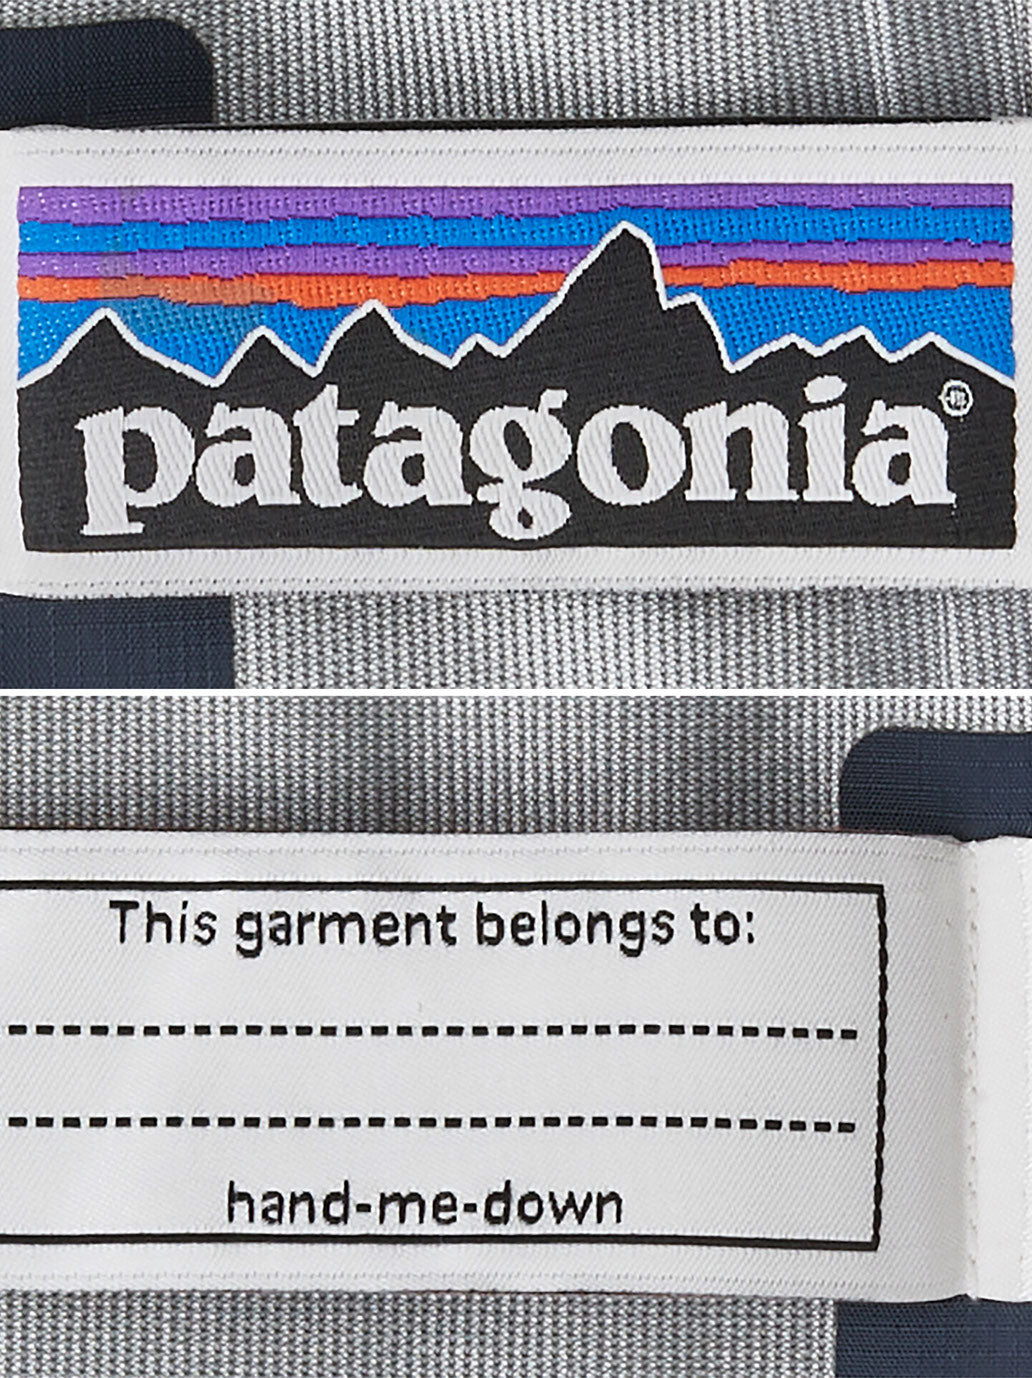 patagonia®
This garment belongs to:
hand-me-down